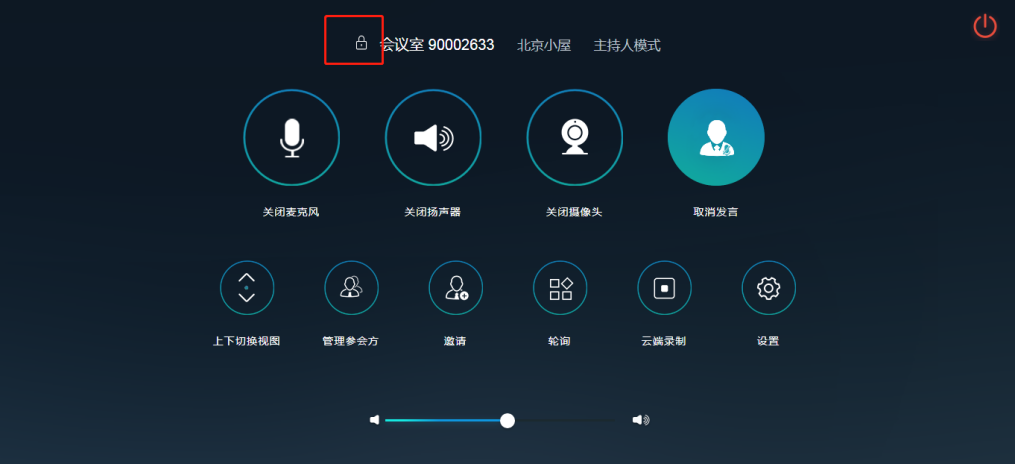 会议室 90002633 北京小屋 主持人模式
关闭麦克风 关闭扬声器 关闭摄像头 取消发言
上下切换视图 管理参会方 邀请 轮询 云端录制 设置